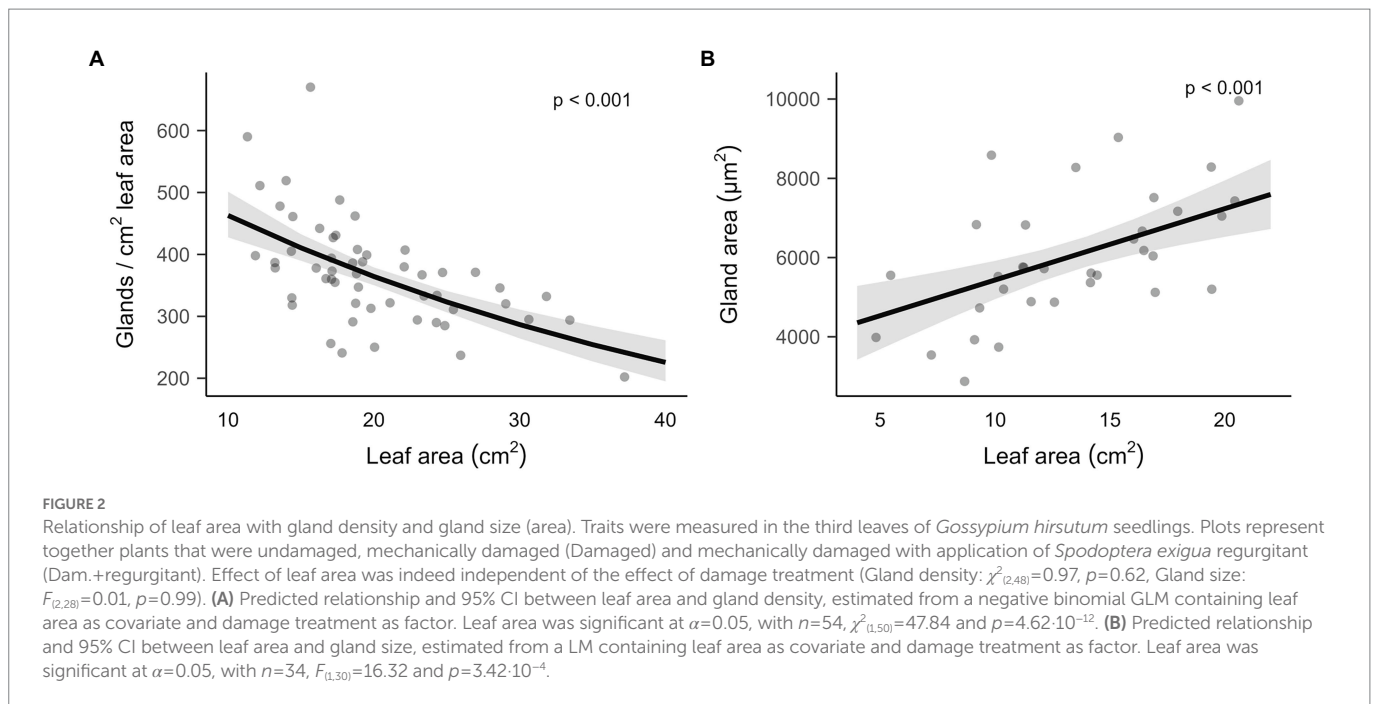 A
p < 0.001
Glands / cm² leaf area
600
500
400
300
200
10 20 30 40
Leaf area (cm²)
B
p < 0.001
Gland area (µm²)
10000
8000
6000
4000
5 10 15 20
Leaf area (cm²)
FIGURE 2
Relationship of leaf area with gland density and gland size (area). Traits were measured in the third leaves of Gossypium hirsutum seedlings. Plots represent
together plants that were undamaged, mechanically damaged (Damaged) and mechanically damaged with application of Spodoptera exigua regurgitant
(Dam.+regurgitant). Effect of leaf area was indeed independent of the effect of damage treatment (Gland density: χ²(2,48)=0.97, p=0.62, Gland size:
F(2,28)=0.01, p=0.99). (A) Predicted relationship and 95% CI between leaf area and gland density, estimated from a negative binomial GLM containing leaf
area as covariate and damage treatment as factor. Leaf area was significant at α=0.05, with n=54, χ²(1,50)=47.84 and p=4.62·10⁻¹². (B) Predicted relationship
and 95% CI between leaf area and gland size, estimated from a LM containing leaf area as covariate and damage treatment as factor. Leaf area was
significant at α=0.05, with n=34, F(1,30)=16.32 and p=3.42·10⁻⁴.